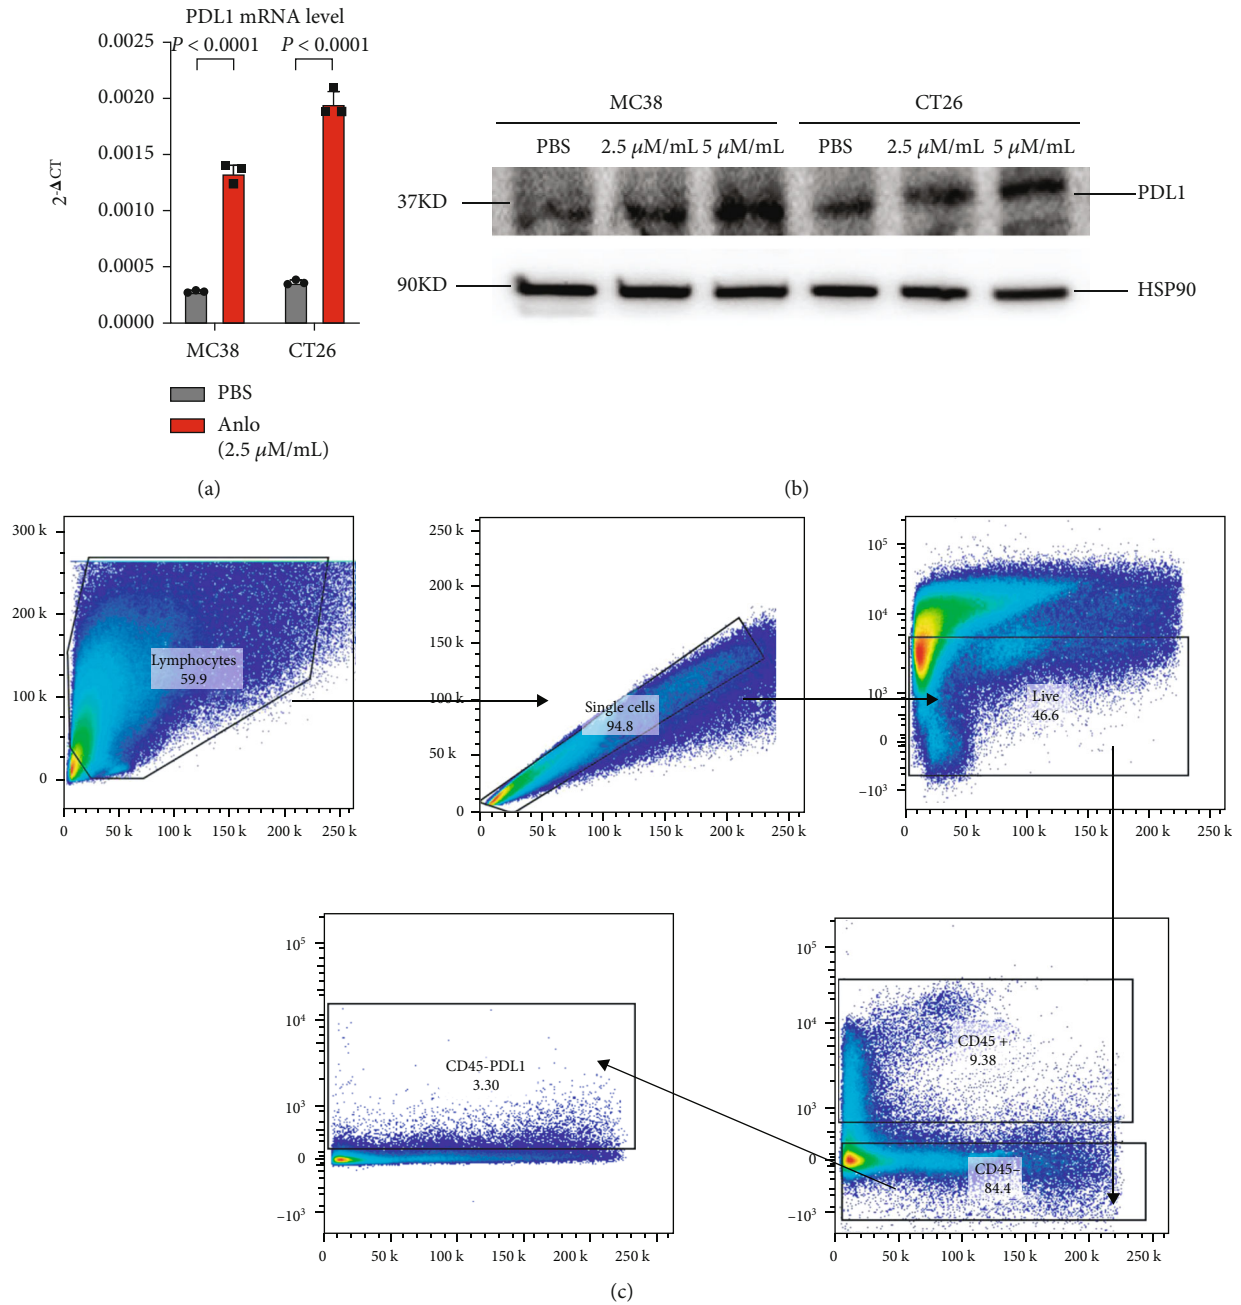 PDL1 mRNA level
P < 0.0001 P < 0.0001
0.0025
0.0020
0.0015
0.0010
0.0005
0.0000
2-ΔCT
MC38 CT26
PBS
Anlo
(2.5 μM/mL)
(a)
MC38 CT26
PBS 2.5 μM/mL 5 μM/mL PBS 2.5 μM/mL 5 μM/mL
37KD PDL1
90KD HSP90
(b)
300 k
200 k
100 k
0
Lymphocytes
59.9
0 50 k 100 k 150 k 200 k 250 k
250 k
200 k
150 k
100 k
50 k
0
Single cells
94.8
0 50 k 100 k 150 k 200 k 250 k
10⁵
10⁴
10³
0
−10³
Live
46.6
0 50 k 100 k 150 k 200 k 250 k
10⁵
10⁴
10³
0
−10³
CD45-PDL1
3.30
0 50 k 100 k 150 k 200 k 250 k
10⁵
10⁴
10³
0
−10³
CD45 +
9.38
CD45−
84.4
0 50 k 100 k 150 k 200 k 250 k
(c)